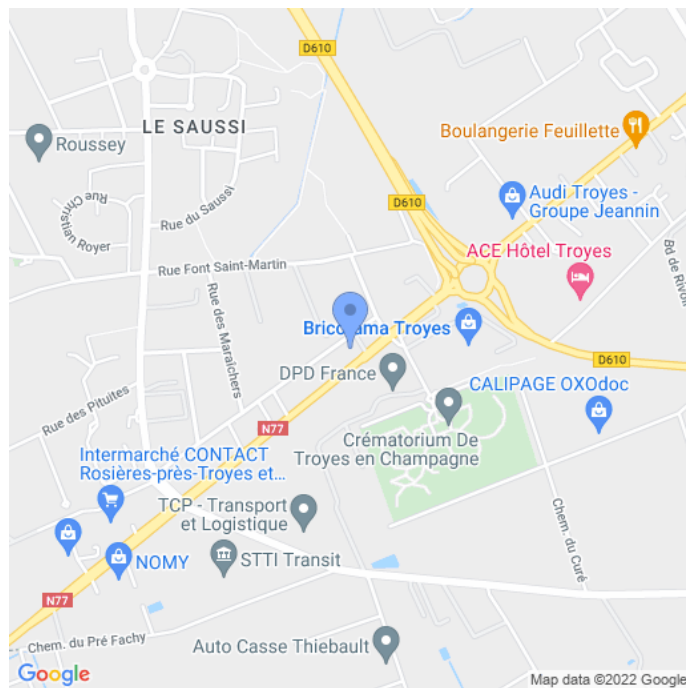 D610
LE SAUSSI
Boulangerie Feuillette
Roussey
Audi Troyes -
Groupe Jeannin
Rue Christian Royer
Rue du Saussi
D610
ACE Hôtel Troyes
Bd de Rivoli
Rue Font Saint-Martin
Rue des Maraîchers
Bricorama Troyes
D610
DPD France
CALIPAGE OXOdoc
Rue des Pituites
N77
Crématorium De
Troyes en Champagne
Intermarché CONTACT
Rosières-près-Troyes et...
TCP - Transport
et Logistique
Chem. du Curé
NOMY
STTI Transit
N77
Chem. du Pré Fachy
Auto Casse Thiebault
Google
Map data ©2022 Google